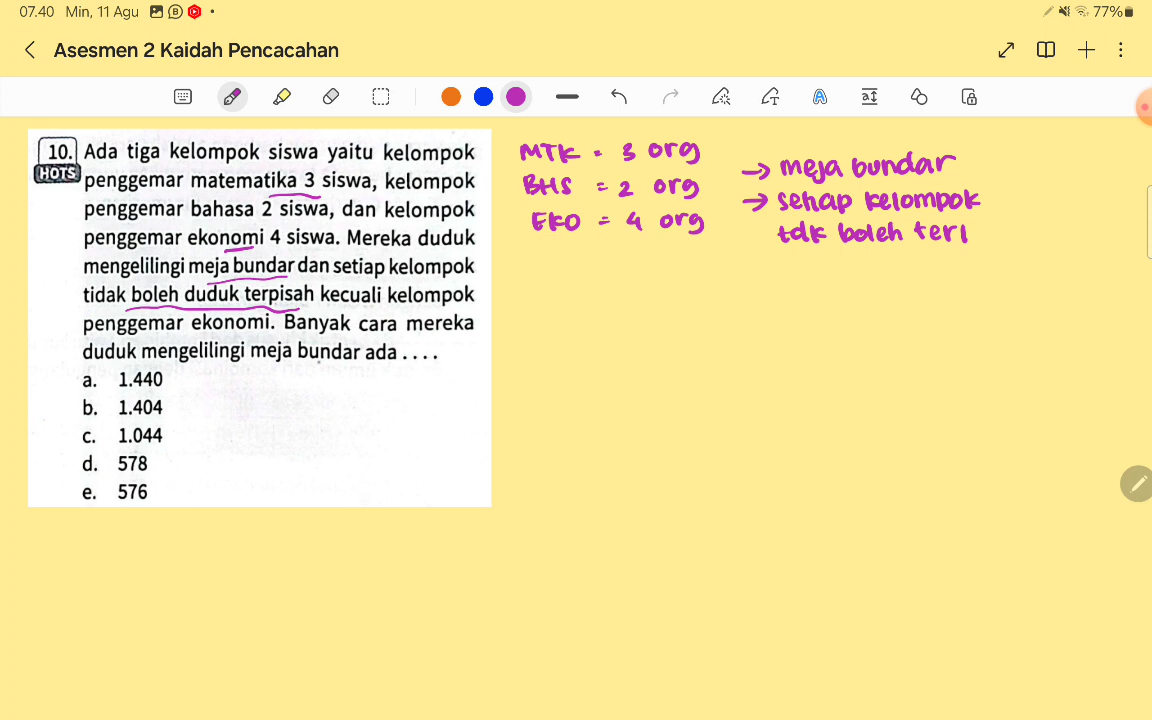 07.40 Min, 11 Agu
77%
Asesmen 2 Kaidah Pencacahan
10. Ada tiga kelompok siswa yaitu kelompok
HOTS penggemar matematika 3 siswa, kelompok
penggemar bahasa 2 siswa, dan kelompok
penggemar ekonomi 4 siswa. Mereka duduk
mengelilingi meja bundar dan setiap kelompok
tidak boleh duduk terpisah kecuali kelompok
penggemar ekonomi. Banyak cara mereka
duduk mengelilingi meja bundar ada . . . .
a. 1.440
b. 1.404
c. 1.044
d. 578
e. 576
MTK = 3 org
BHS = 2 org
EKO = 4 org
→ meja bundar
→ setiap kelompok
tdk boleh terp